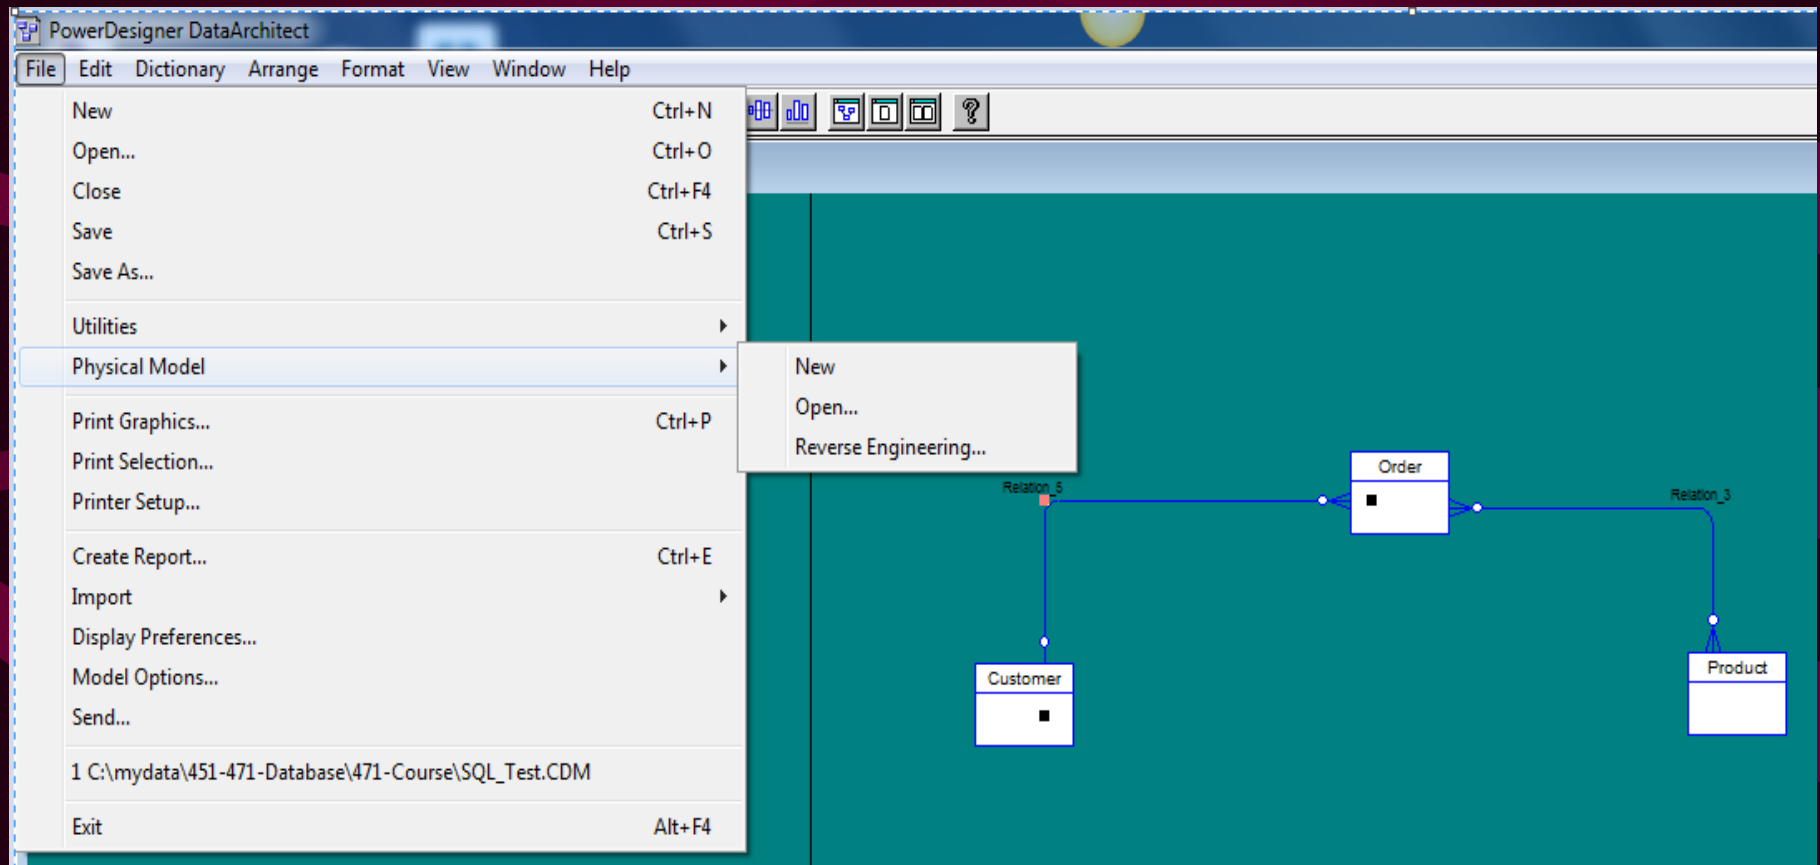 PowerDesigner DataArchitect
File Edit Dictionary Arrange Format View Window Help
New Ctrl+N
Open... Ctrl+O
Close Ctrl+F4
Save Ctrl+S
Save As...
Utilities
Physical Model
New
Open...
Reverse Engineering...
Print Graphics... Ctrl+P
Print Selection...
Printer Setup...
Create Report... Ctrl+E
Import
Display Preferences...
Model Options...
Send...
1 C:\mydata\451-471-Database\471-Course\SQL_Test.CDM
Exit Alt+F4
Order
Relation_5
Relation_3
Customer
Product